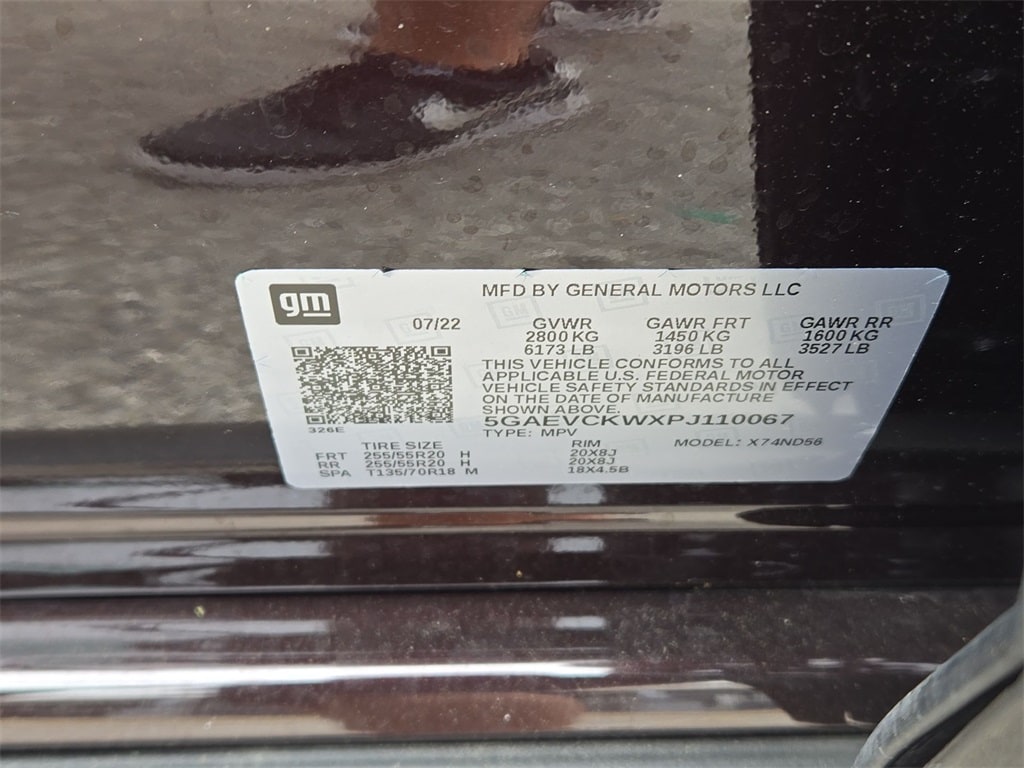 gm
MFD BY GENERAL MOTORS LLC
07/22 GVWR GAWR FRT GAWR RR
2800 KG 1450 KG 1600 KG
6173 LB 3196 LB 3527 LB
THIS VEHICLE CONFORMS TO ALL
APPLICABLE U.S. FEDERAL MOTOR
VEHICLE SAFETY STANDARDS IN EFFECT
ON THE DATE OF MANUFACTURE
SHOWN ABOVE.
5GAEVCKWXPJ110067
326E
TYPE: MPV
TIRE SIZE RIM MODEL: X74ND56
FRT 255/55R20 H 20X8J
RR 255/55R20 H 20X8J
SPA T135/70R18 M 18X4.5B